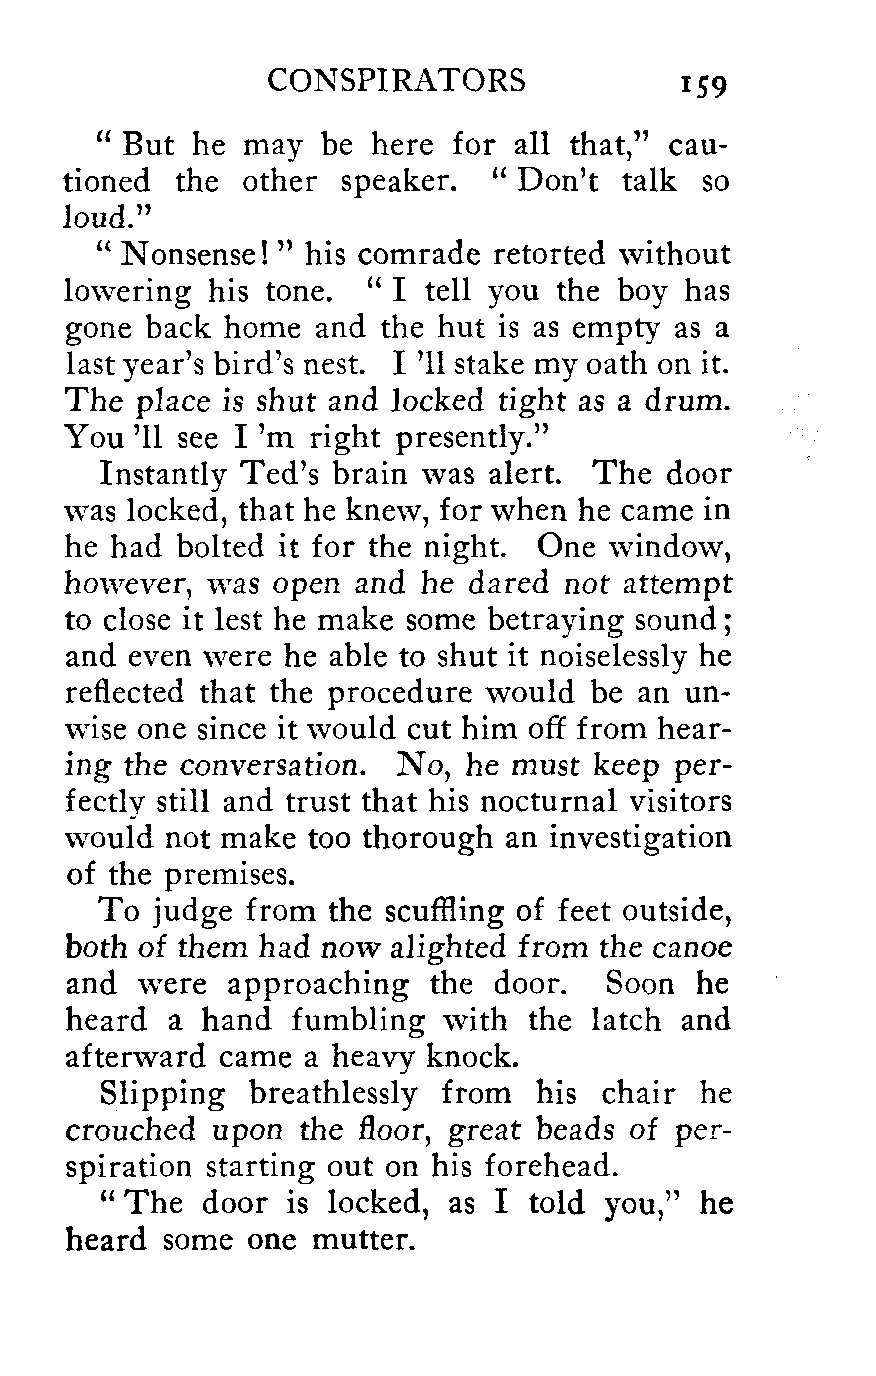 CONSPIRATORS 159
“ But he may be here for all that,” cau-
tioned the other speaker. “ Don’t talk so
loud.”
“ Nonsense! ” his comrade retorted without
lowering his tone. “ I tell you the boy has
gone back home and the hut is as empty as a
last year’s bird’s nest. I ’ll stake my oath on it.
The place is shut and locked tight as a drum.
You ’ll see I ’m right presently.”
Instantly Ted’s brain was alert. The door
was locked, that he knew, for when he came in
he had bolted it for the night. One window,
however, was open and he dared not attempt
to close it lest he make some betraying sound ;
and even were he able to shut it noiselessly he
reflected that the procedure would be an un-
wise one since it would cut him off from hear-
ing the conversation. No, he must keep per-
fectly still and trust that his nocturnal visitors
would not make too thorough an investigation
of the premises.
To judge from the scuffling of feet outside,
both of them had now alighted from the canoe
and were approaching the door. Soon he
heard a hand fumbling with the latch and
afterward came a heavy knock.
Slipping breathlessly from his chair he
crouched upon the floor, great beads of per-
spiration starting out on his forehead.
“ The door is locked, as I told you,” he
heard some one mutter.